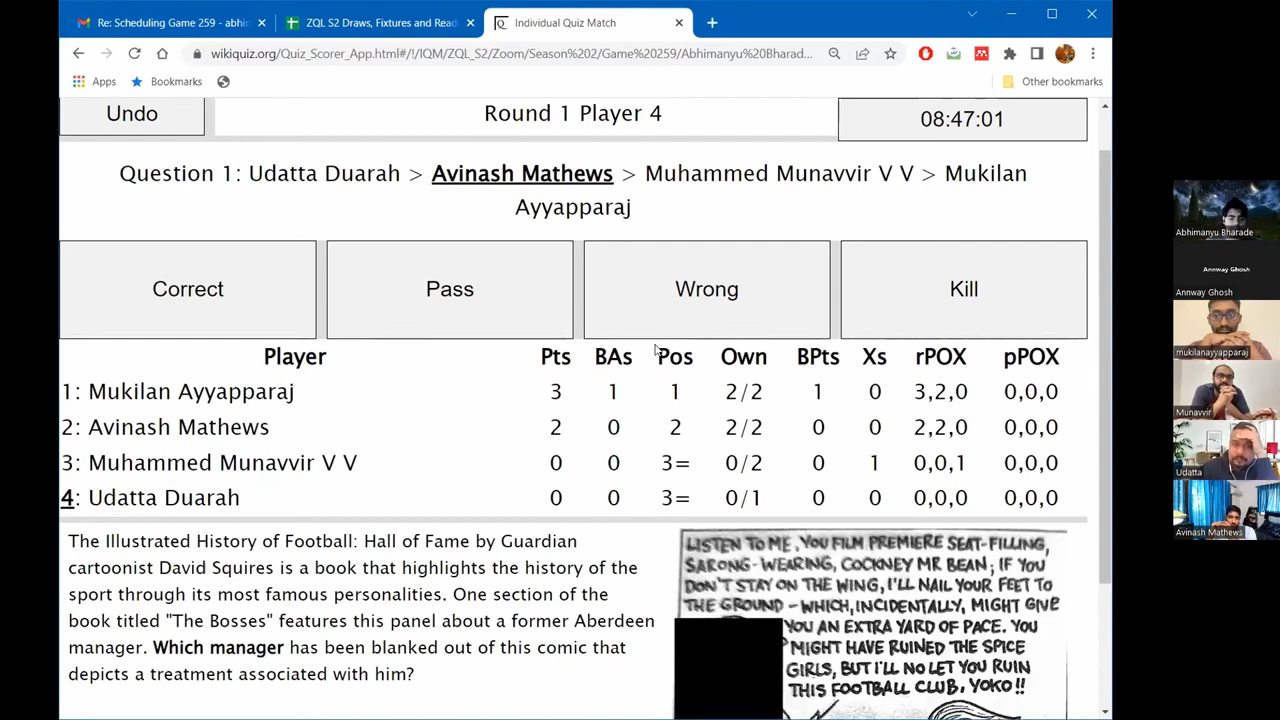 Re: Scheduling Game 259 - abhin
ZQL S2 Draws, Fixtures and Read
Individual Quiz Match
wikiquiz.org/Quiz_Scorer_App.html#/!/IQM/ZQL_S2/Zoom/Season%202/Game%20259/Abhimanyu%20Bharad...
Apps
Bookmarks
Other bookmarks
Undo
Round 1 Player 4
08:47:01
Question 1: Udatta Duarah > Avinash Mathews > Muhammed Munavvir V V > Mukilan
Ayyapparaj
Correct
Pass
Wrong
Kill
Player Pts BAs Pos Own BPts Xs rPOX pPOX
1: Mukilan Ayyapparaj 3 1 1 2/2 1 0 3,2,0 0,0,0
2: Avinash Mathews 2 0 2 2/2 0 0 2,2,0 0,0,0
3: Muhammed Munavvir V V 0 0 3= 0/2 0 1 0,0,1 0,0,0
4: Udatta Duarah 0 0 3= 0/1 0 0 0,0,0 0,0,0
The Illustrated History of Football: Hall of Fame by Guardian
cartoonist David Squires is a book that highlights the history of the
sport through its most famous personalities. One section of the
book titled "The Bosses" features this panel about a former Aberdeen
manager. Which manager has been blanked out of this comic that
depicts a treatment associated with him?
LISTEN TO ME, YOU FILM PREMIERE SEAT-FILLING,
SARONG-WEARING, COCKNEY MR BEAN; IF YOU
DON'T STAY ON THE WING, I'LL NAIL YOUR FEET TO
THE GROUND - WHICH, INCIDENTALLY, MIGHT GIVE
YOU AN EXTRA YARD OF PACE. YOU
MIGHT HAVE RUINED THE SPICE
GIRLS, BUT I'LL NO LET YOU RUIN
THIS FOOTBALL CLUB, YOKO!!
Abhimanyu Bharade
Annway Ghosh
Annway Ghosh
mukilanayyapparaj
Munavvir
Udatta
Avinash Mathews